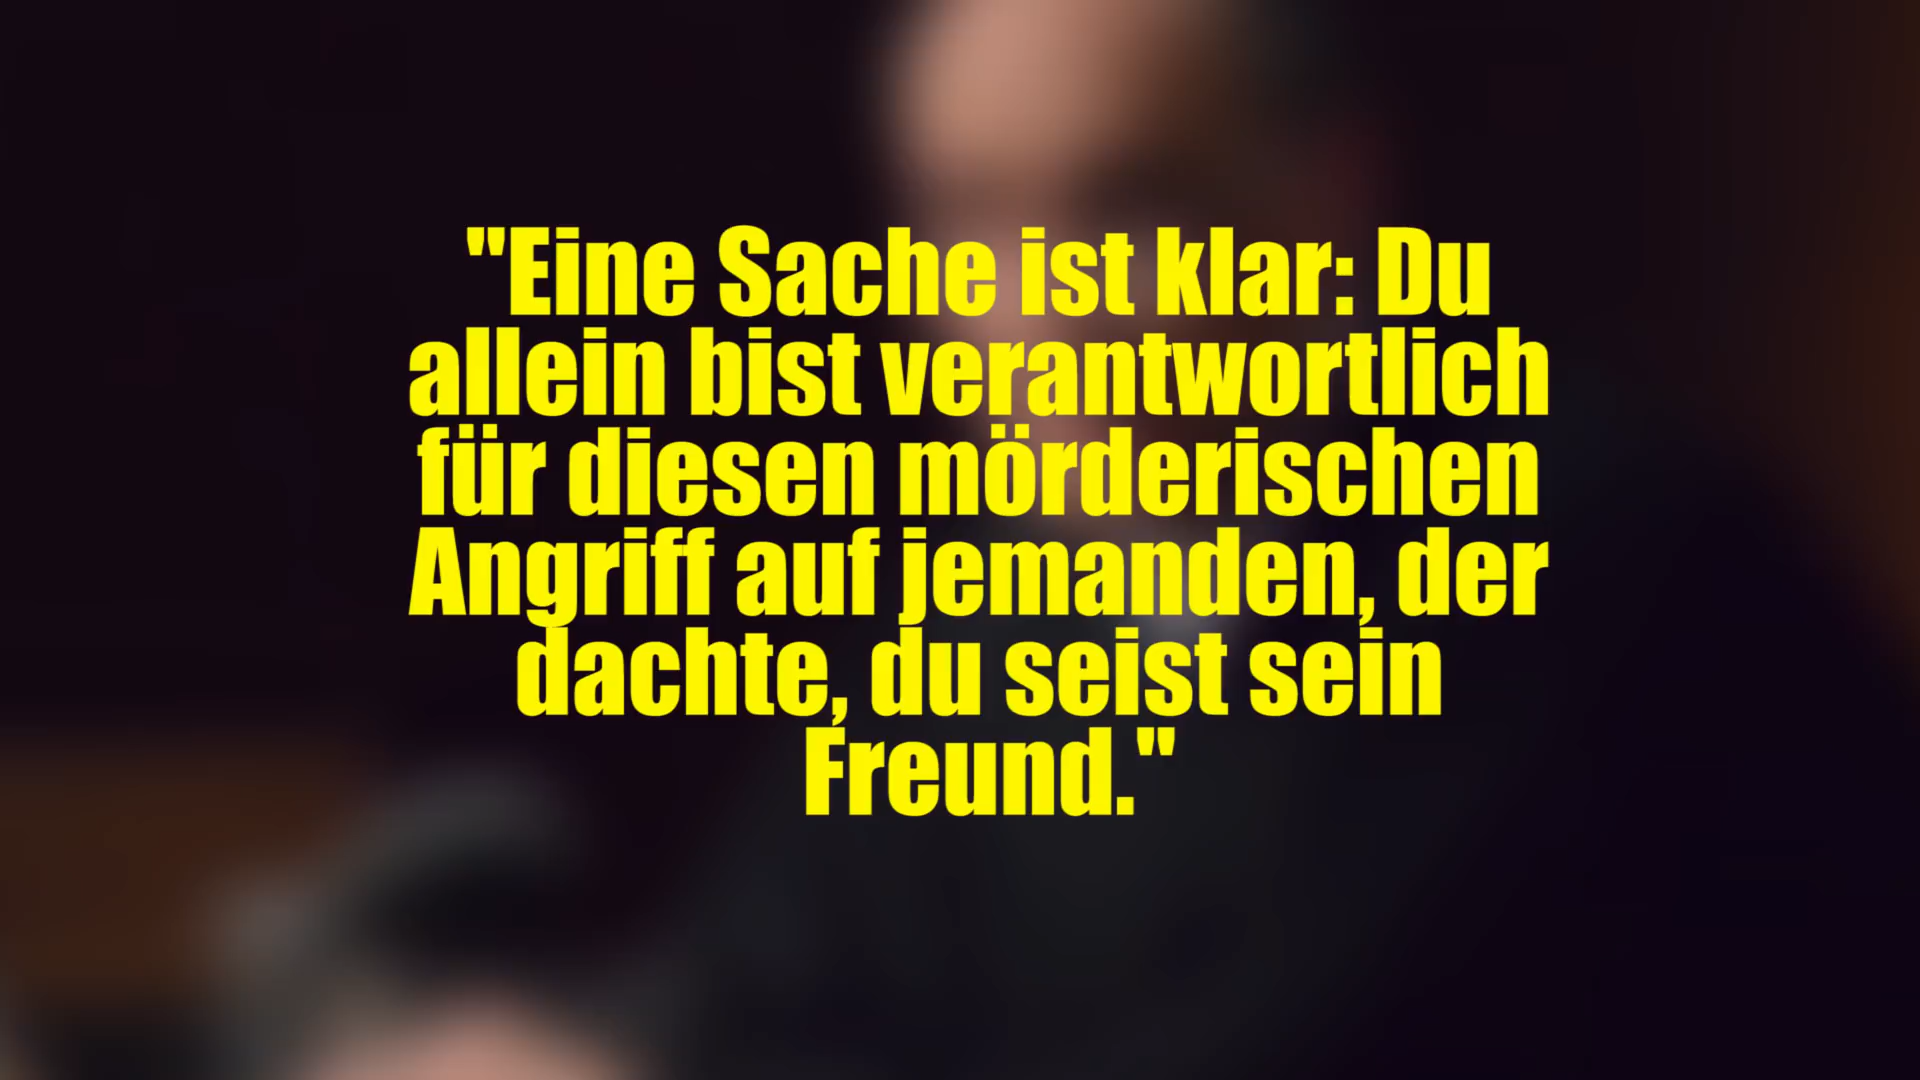 "Eine Sache ist klar: Du
allein bist verantwortlich
für diesen mörderischen
Angriff auf jemanden, der
dachte, du seist sein
Freund."